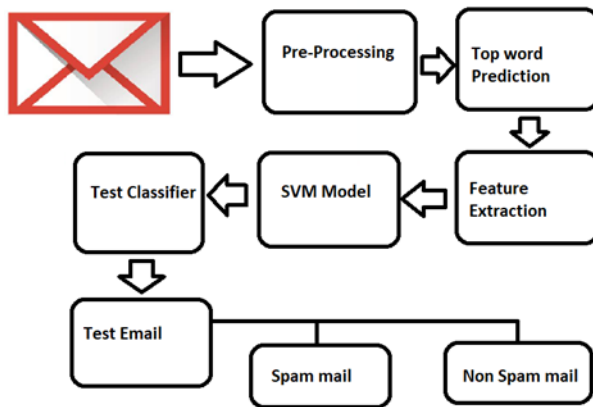 Pre-Processing
Top word
Prediction
Test Classifier
SVM Model
Feature
Extraction
Test Email
Spam mail
Non Spam mail